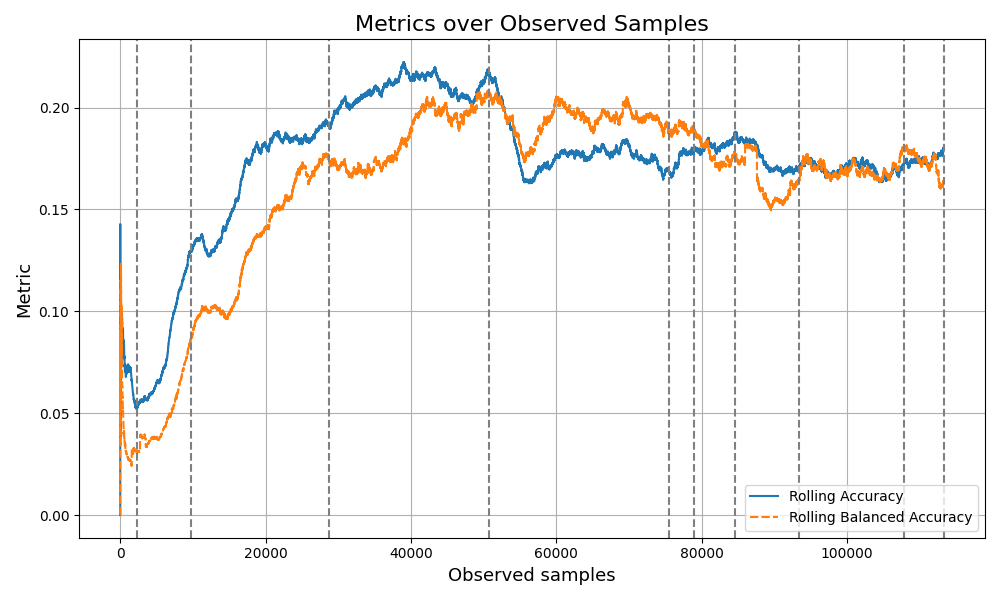 Metrics over Observed Samples
Metric
0.20
0.15
0.10
0.05
0.00
Rolling Accuracy
Rolling Balanced Accuracy
0 20000 40000 60000 80000 100000
Observed samples